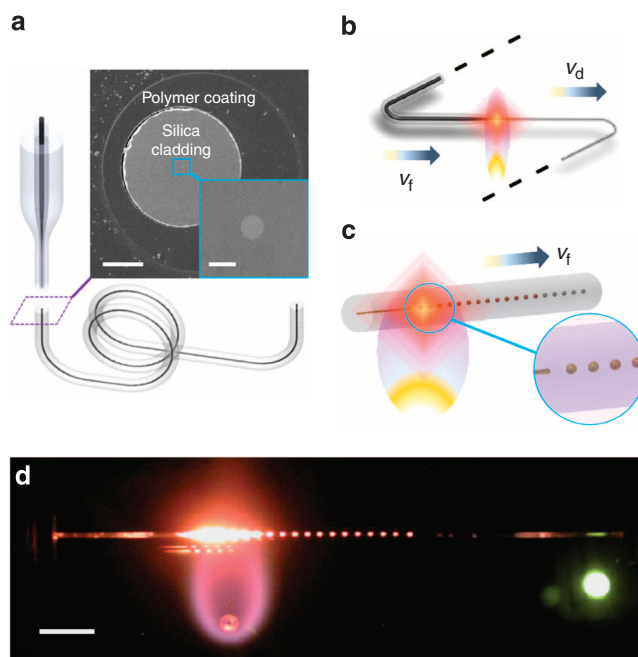 a
Polymer coating
Silica
cladding
b
v_d
v_f
c
v_f
d